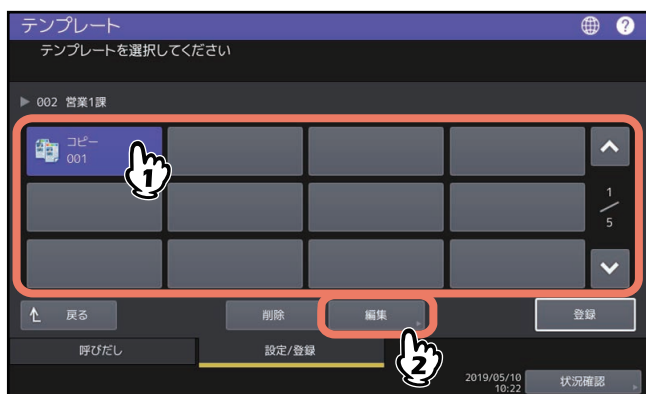 テンプレート
?
テンプレートを選択してください
002 営業1課
コピー
001
1
1
/
5
戻る
削除
編集
登録
2
呼びだし
設定/登録
2019/05/10
10:22
状況確認